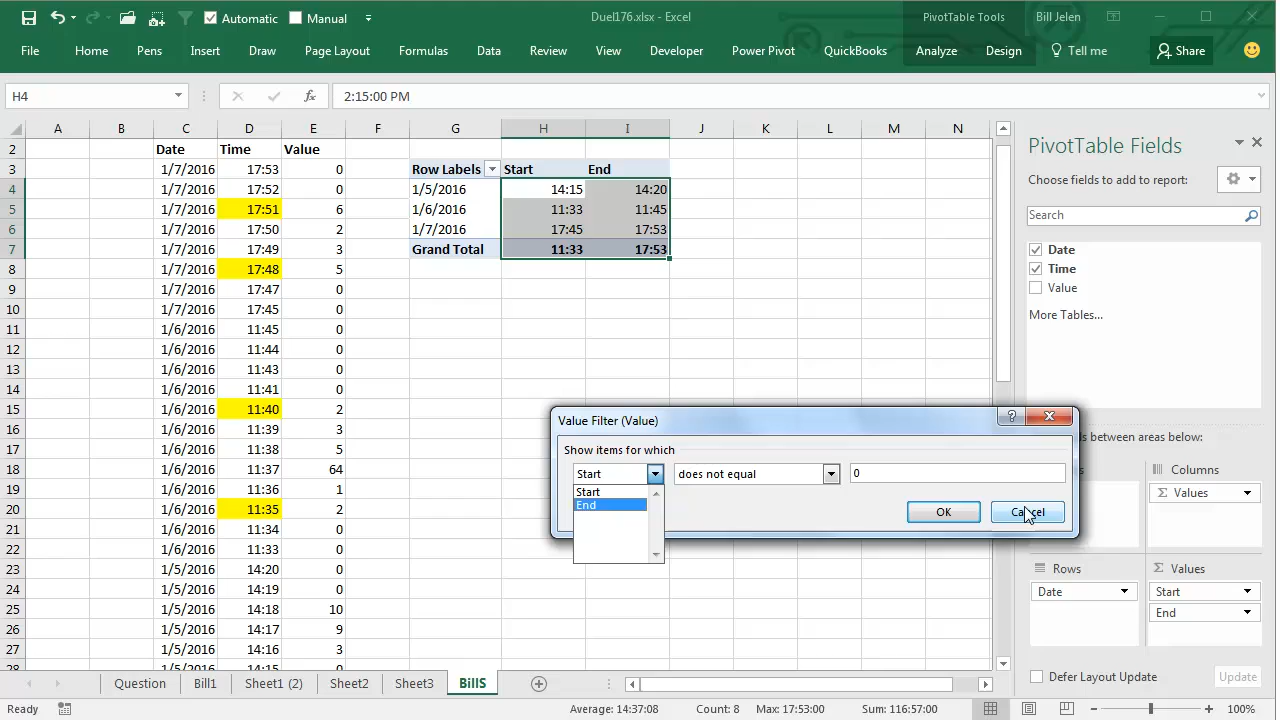 Automatic Manual Duel176.xlsx - Excel PivotTable Tools Bill Jelen
File Home Pens Insert Draw Page Layout Formulas Data Review View Developer Power Pivot QuickBooks Analyze Design Tell me Share
H4 fx 2:15:00 PM
A B C D E F G H I J K L M N
2 Date Time Value
3 1/7/2016 17:53 0 Row Labels Start End
4 1/7/2016 17:52 0 1/5/2016 14:15 14:20
5 1/7/2016 17:51 6 1/6/2016 11:33 11:45
6 1/7/2016 17:50 2 1/7/2016 17:45 17:53
7 1/7/2016 17:49 3 Grand Total 11:33 17:53
8 1/7/2016 17:48 5
9 1/7/2016 17:47 0
10 1/7/2016 17:45 0
11 1/6/2016 11:45 0
12 1/6/2016 11:44 0
13 1/6/2016 11:43 0
14 1/6/2016 11:41 0
15 1/6/2016 11:40 2
16 1/6/2016 11:39 3
17 1/6/2016 11:38 5
18 1/6/2016 11:37 64
19 1/6/2016 11:36 1
20 1/6/2016 11:35 2
21 1/6/2016 11:34 0
22 1/6/2016 11:33 0
23 1/5/2016 14:20 0
24 1/5/2016 14:19 0
25 1/5/2016 14:18 10
26 1/5/2016 14:17 9
27 1/5/2016 14:16 3
28 1/5/2016 14:15 0
Value Filter (Value)
Show items for which
Start does not equal 0
Start
End
OK Cancel
PivotTable Fields
Choose fields to add to report:
Search
Date
Time
Value
More Tables...
between areas below:
Columns
Σ Values
Rows
Date
Σ Values
Start
End
Defer Layout Update Update
Question Bill1 Sheet1 (2) Sheet2 Sheet3 BillS
Ready Average: 14:37:08 Count: 8 Max: 17:53:00 Sum: 116:57:00 100%